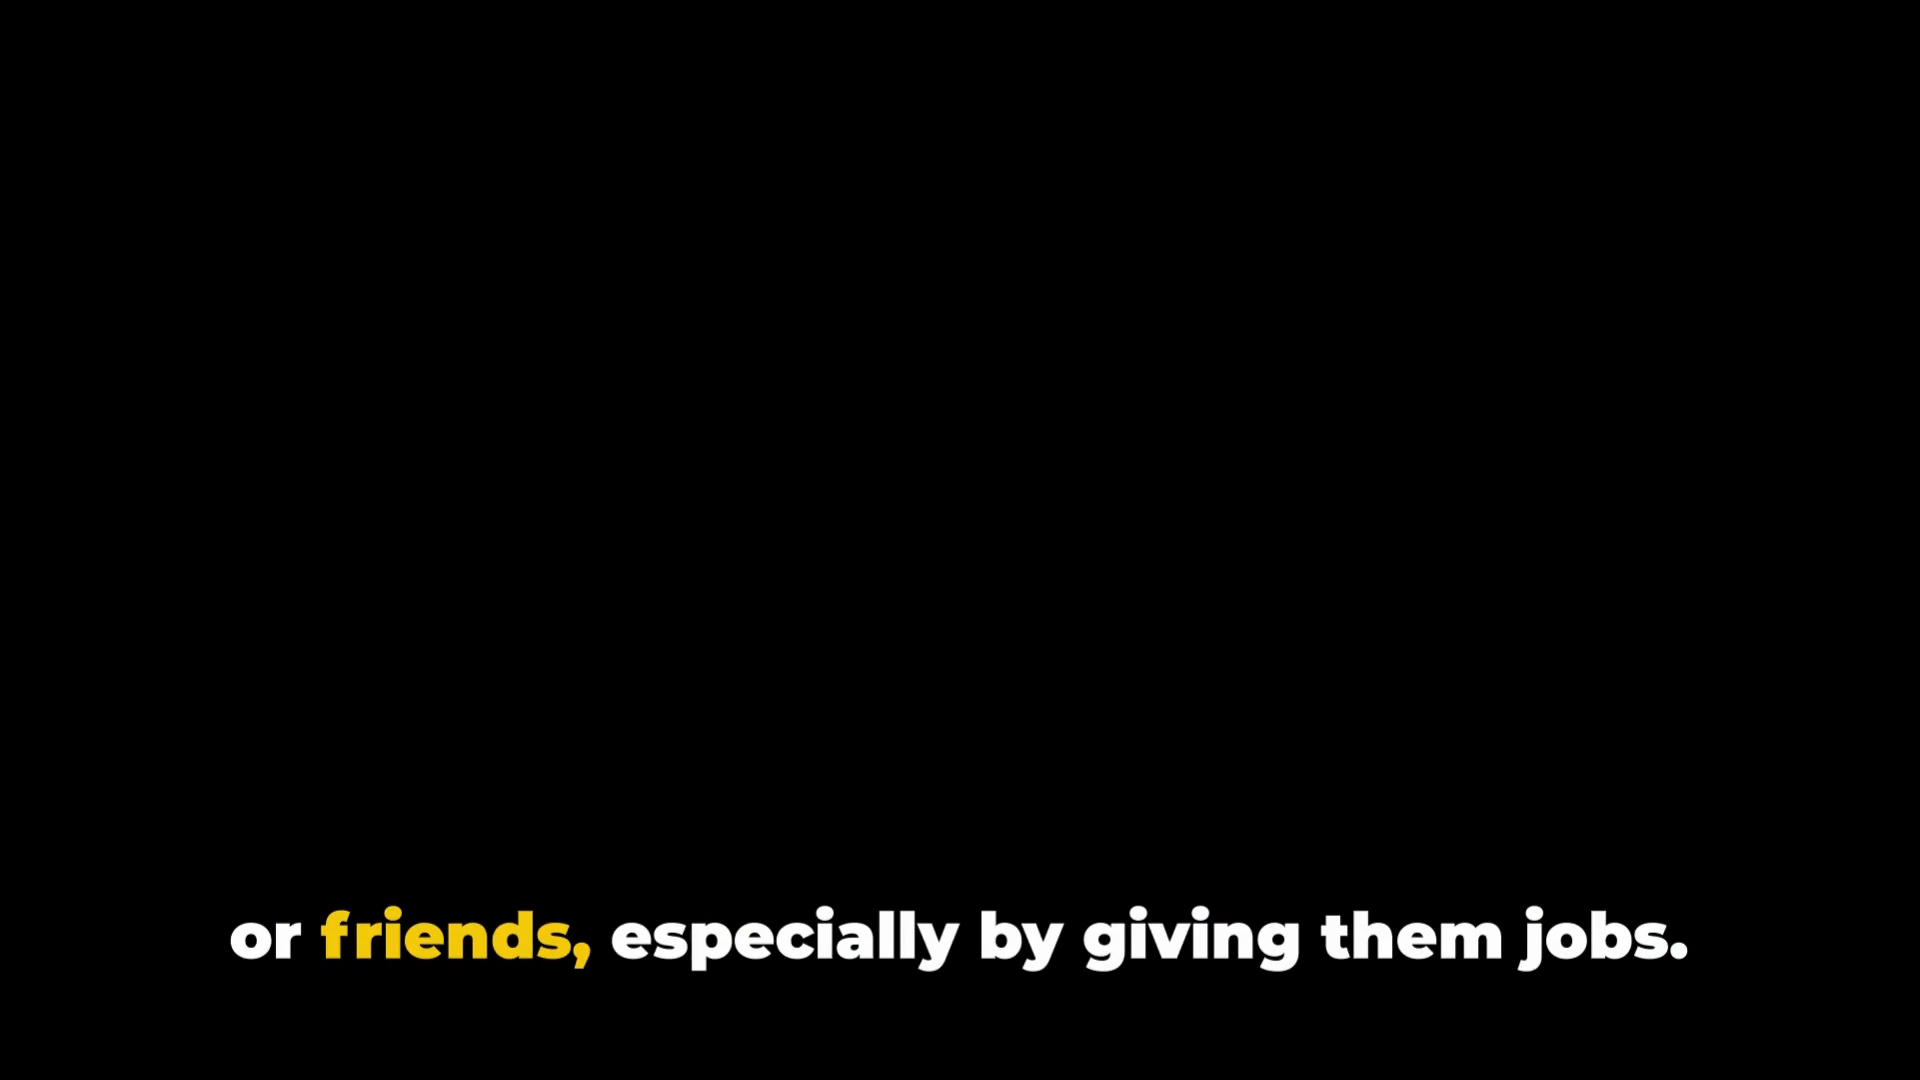 or friends, especially by giving them jobs.